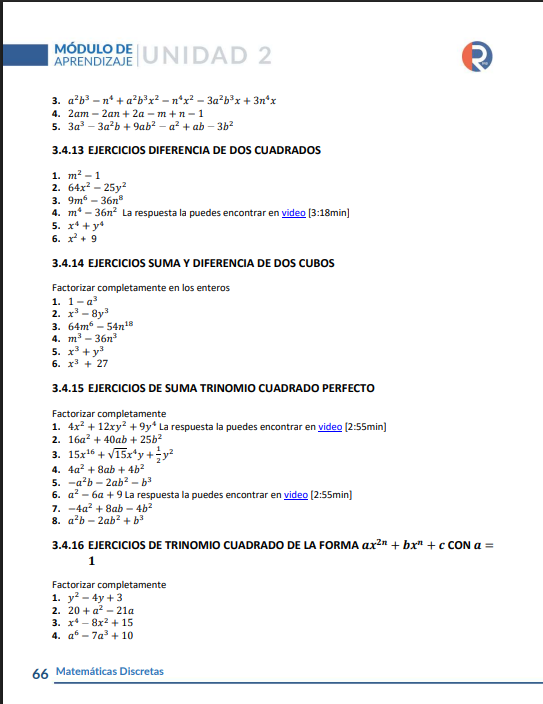 MÓDULO DE
APRENDIZAJE UNIDAD 2
3. a²b³ − n⁴ + a²b³x² − n⁴x² − 3a²b³x + 3n⁴x
4. 2am − 2an + 2a − m + n − 1
5. 3a³ − 3a²b + 9ab² − a² + ab − 3b²
3.4.13 EJERCICIOS DIFERENCIA DE DOS CUADRADOS
1. m² − 1
2. 64x² − 25y²
3. 9m⁶ − 36n⁸
4. m⁴ − 36n² La respuesta la puedes encontrar en video [3:18min]
5. x⁴ + y⁴
6. x² + 9
3.4.14 EJERCICIOS SUMA Y DIFERENCIA DE DOS CUBOS
Factorizar completamente en los enteros
1. 1 − a³
2. x³ − 8y³
3. 64m⁶ − 54n¹⁸
4. m³ − 36n³
5. x³ + y³
6. x³ + 27
3.4.15 EJERCICIOS DE SUMA TRINOMIO CUADRADO PERFECTO
Factorizar completamente
1. 4x² + 12xy² + 9y⁴ La respuesta la puedes encontrar en video [2:55min]
2. 16a² + 40ab + 25b²
3. 15x¹⁶ + √15x⁴y + ½y²
4. 4a² + 8ab + 4b²
5. −a²b − 2ab² − b³
6. a² − 6a + 9 La respuesta la puedes encontrar en video [2:55min]
7. −4a² + 8ab − 4b²
8. a²b − 2ab² + b³
3.4.16 EJERCICIOS DE TRINOMIO CUADRADO DE LA FORMA ax²ⁿ + bxⁿ + c CON a =
1
Factorizar completamente
1. y² − 4y + 3
2. 20 + a² − 21a
3. x⁴ − 8x² + 15
4. a⁶ − 7a³ + 10
66 Matemáticas Discretas